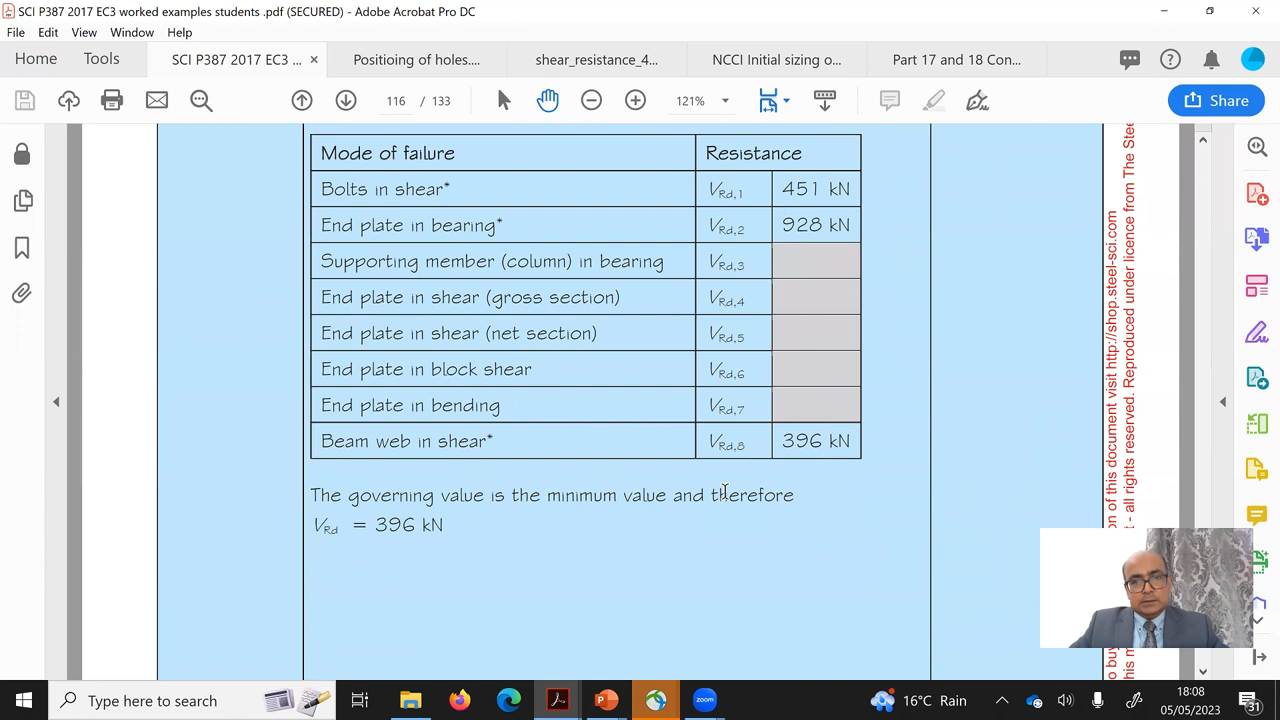 SCI P387 2017 EC3 worked examples students .pdf (SECURED) - Adobe Acrobat Pro DC
File Edit View Window Help
Home Tools SCI P387 2017 EC3 ... × Positioing of holes.... shear_resistance_4... NCCI Initial sizing o... Part 17 and 18 Con...
116 / 133 121% Share
Mode of failure Resistance
Bolts in shear* VRd,1 451 kN
End plate in bearing* VRd,2 928 kN
Supporting member (column) in bearing VRd,3
End plate in shear (gross section) VRd,4
End plate in shear (net section) VRd,5
End plate in block shear VRd,6
End plate in bending VRd,7
Beam web in shear* VRd,8 396 kN
The governing value is the minimum value and therefore
VRd = 396 kN
on of this document visit http://shop.steel-sci.com
t - all rights reserved. Reproduced under licence from The Stee
Type here to search
zoom
16°C Rain
18:08
05/05/2023
31